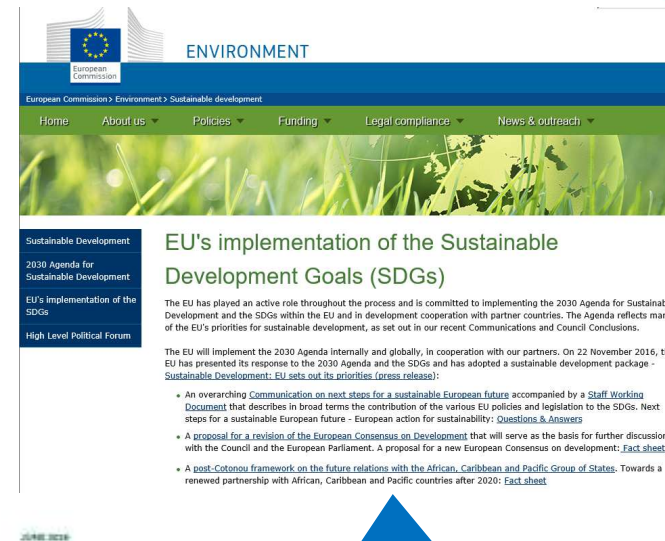 ENVIRONMENT
European
Commission
European Commission > Environment > Sustainable development
Home About us Policies Funding Legal compliance News & outreach
Sustainable Development
2030 Agenda for
Sustainable Development
EU's implementation of the
SDGs
High Level Political Forum
EU's implementation of the Sustainable
Development Goals (SDGs)
The EU has played an active role throughout the process and is committed to implementing the 2030 Agenda for Sustainab
Development and the SDGs within the EU and in development cooperation with partner countries. The Agenda reflects mar
of the EU's priorities for sustainable development, as set out in our recent Communications and Council Conclusions.
The EU will implement the 2030 Agenda internally and globally, in cooperation with our partners. On 22 November 2016, t
EU has presented its response to the 2030 Agenda and the SDGs and has adopted a sustainable development package -
Sustainable Development: EU sets out its priorities (press release):
• An overarching Communication on next steps for a sustainable European future accompanied by a Staff Working
Document that describes in broad terms the contribution of the various EU policies and legislation to the SDGs. Next
steps for a sustainable European future - European action for sustainability: Questions & Answers
• A proposal for a revision of the European Consensus on Development that will serve as the basis for further discussion
with the Council and the European Parliament. A proposal for a new European Consensus on development: Fact sheet
• A post-Cotonou framework on the future relations with the African, Caribbean and Pacific Group of States. Towards a
renewed partnership with African, Caribbean and Pacific countries after 2020: Fact sheet